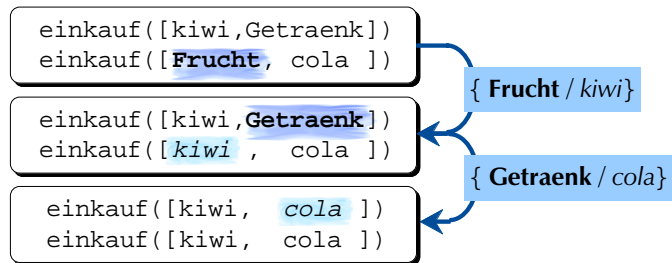 einkauf([kiwi,Getraenk])
einkauf([Frucht, cola ])
{ Frucht / kiwi}
einkauf([kiwi,Getraenk])
einkauf([kiwi , cola ])
{ Getraenk / cola}
einkauf([kiwi, cola ])
einkauf([kiwi, cola ])